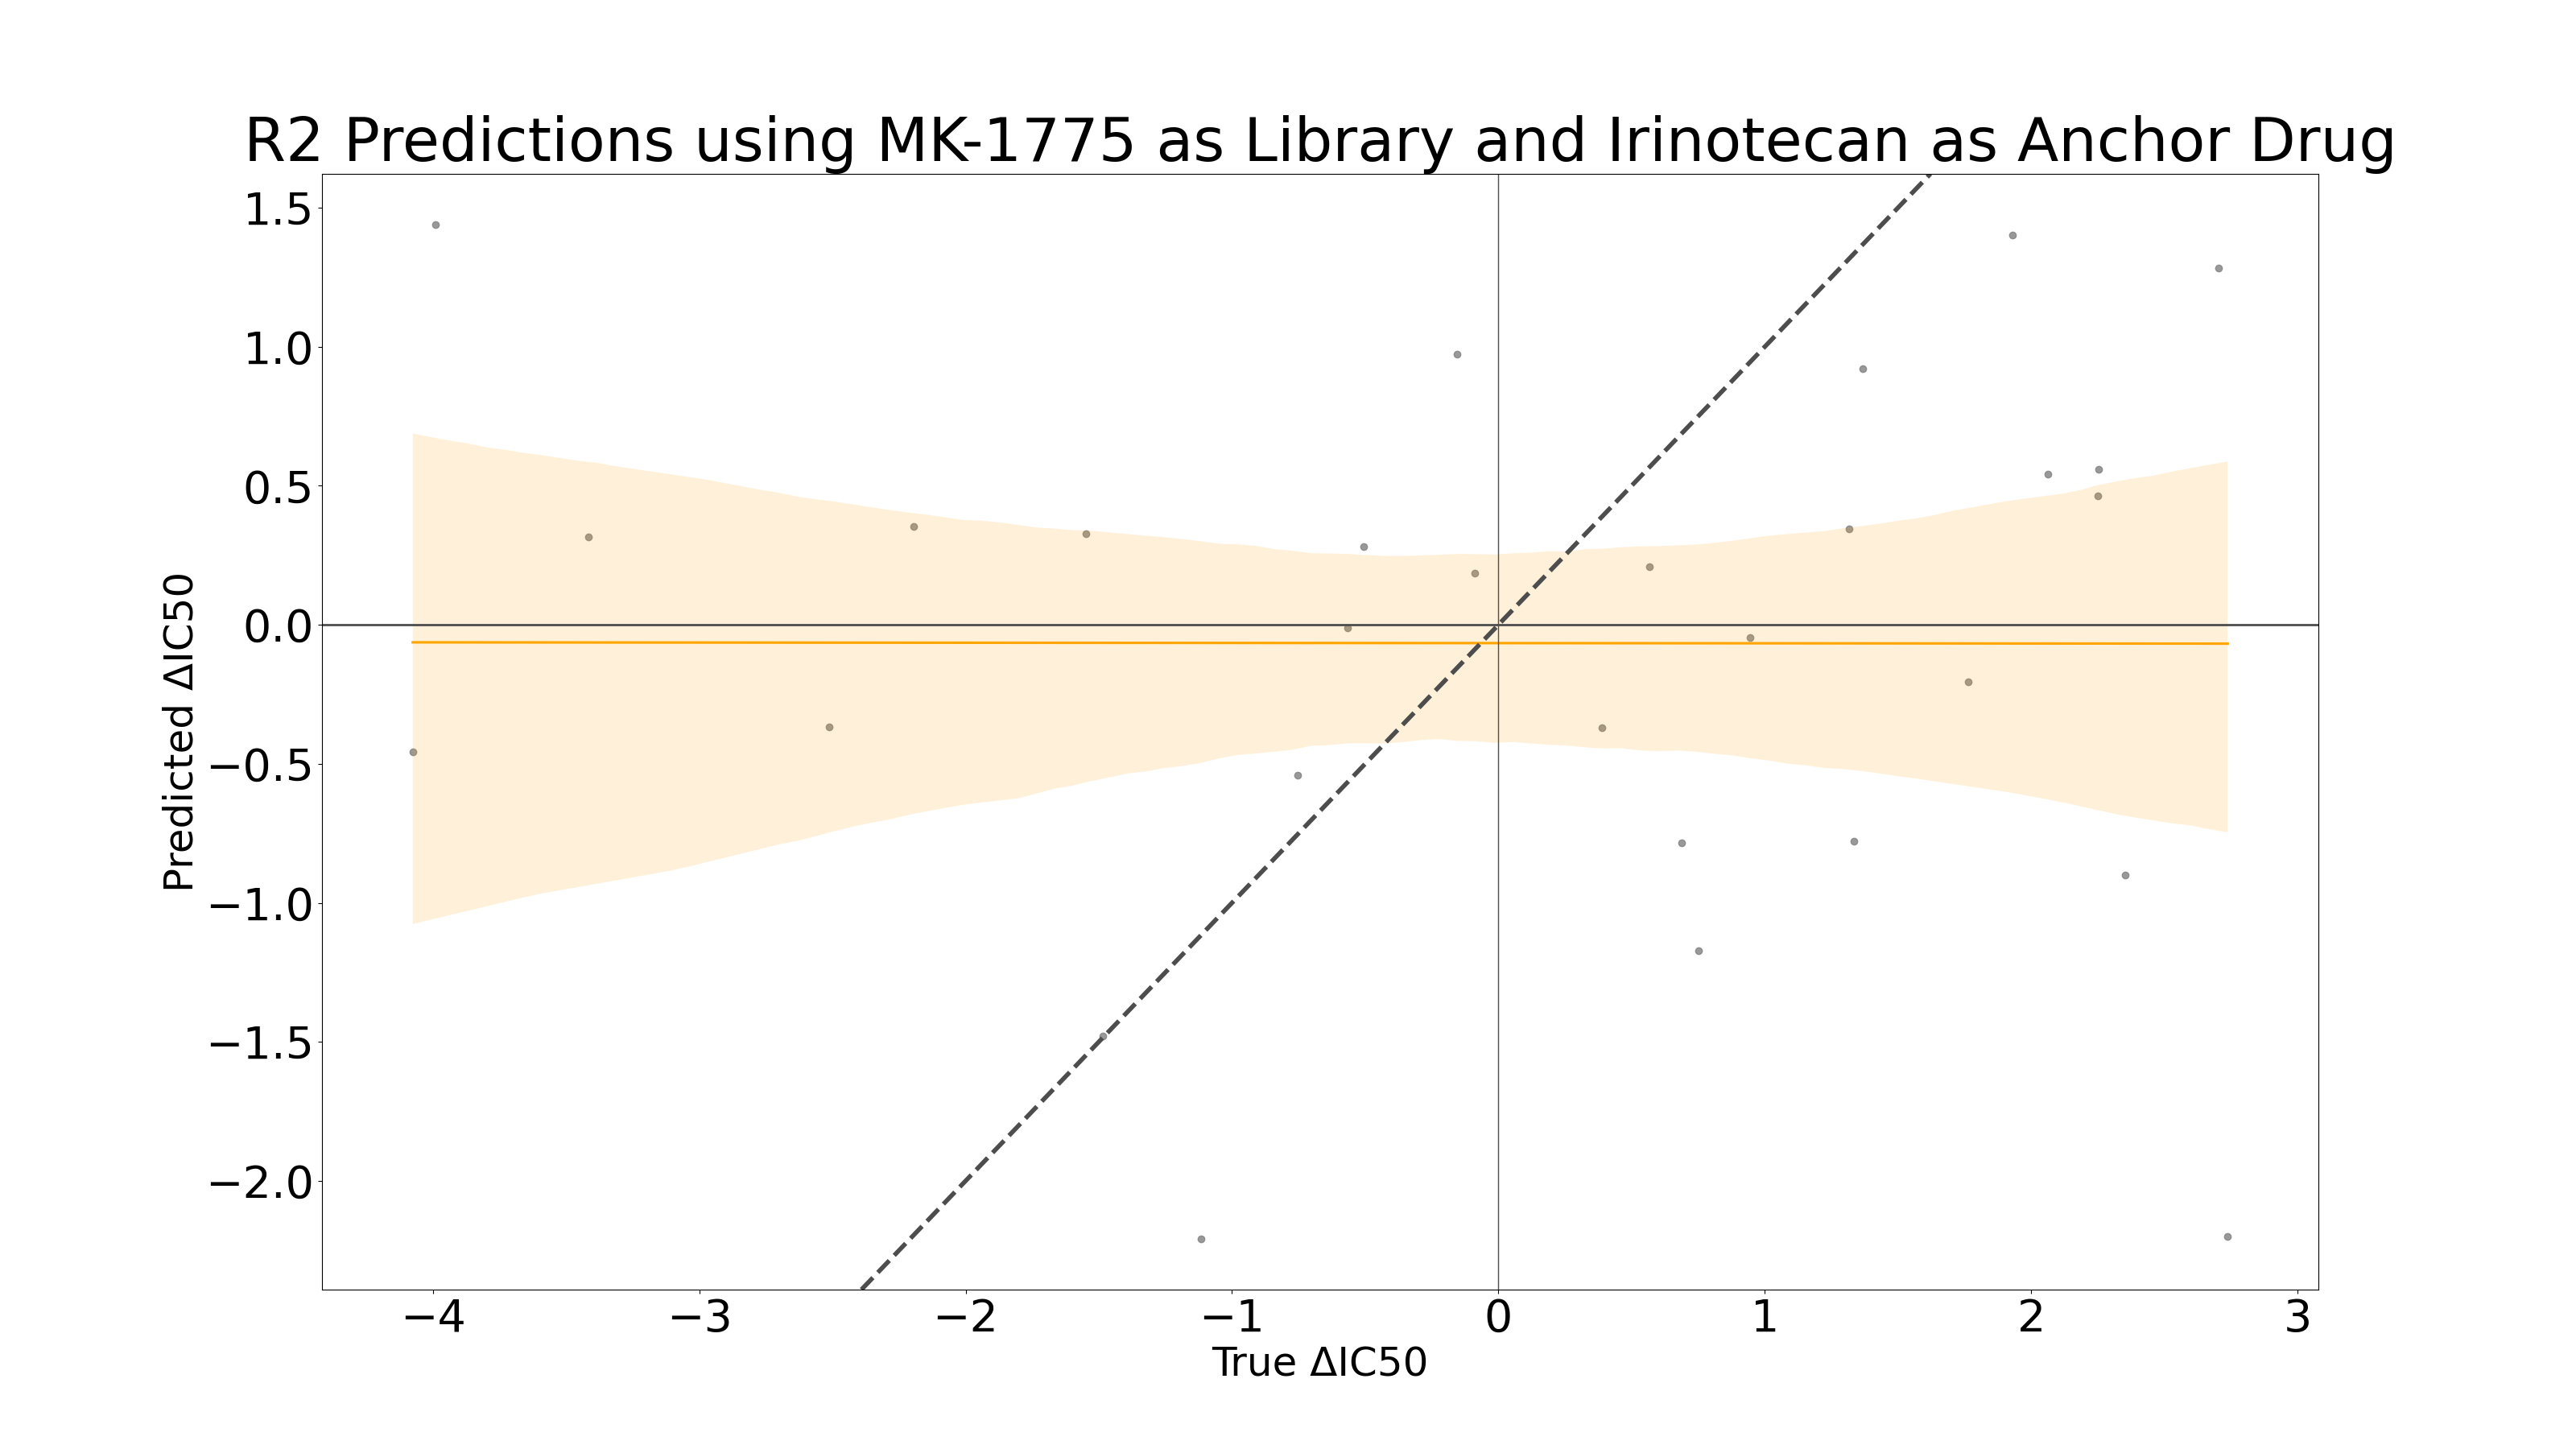 R2 Predictions using MK-1775 as Library and Irinotecan as Anchor Drug
1.5
1.0
0.5
0.0
−0.5
−1.0
−1.5
−2.0
Predicted ΔIC50
−4 −3 −2 −1 0 1 2 3
True ΔIC50